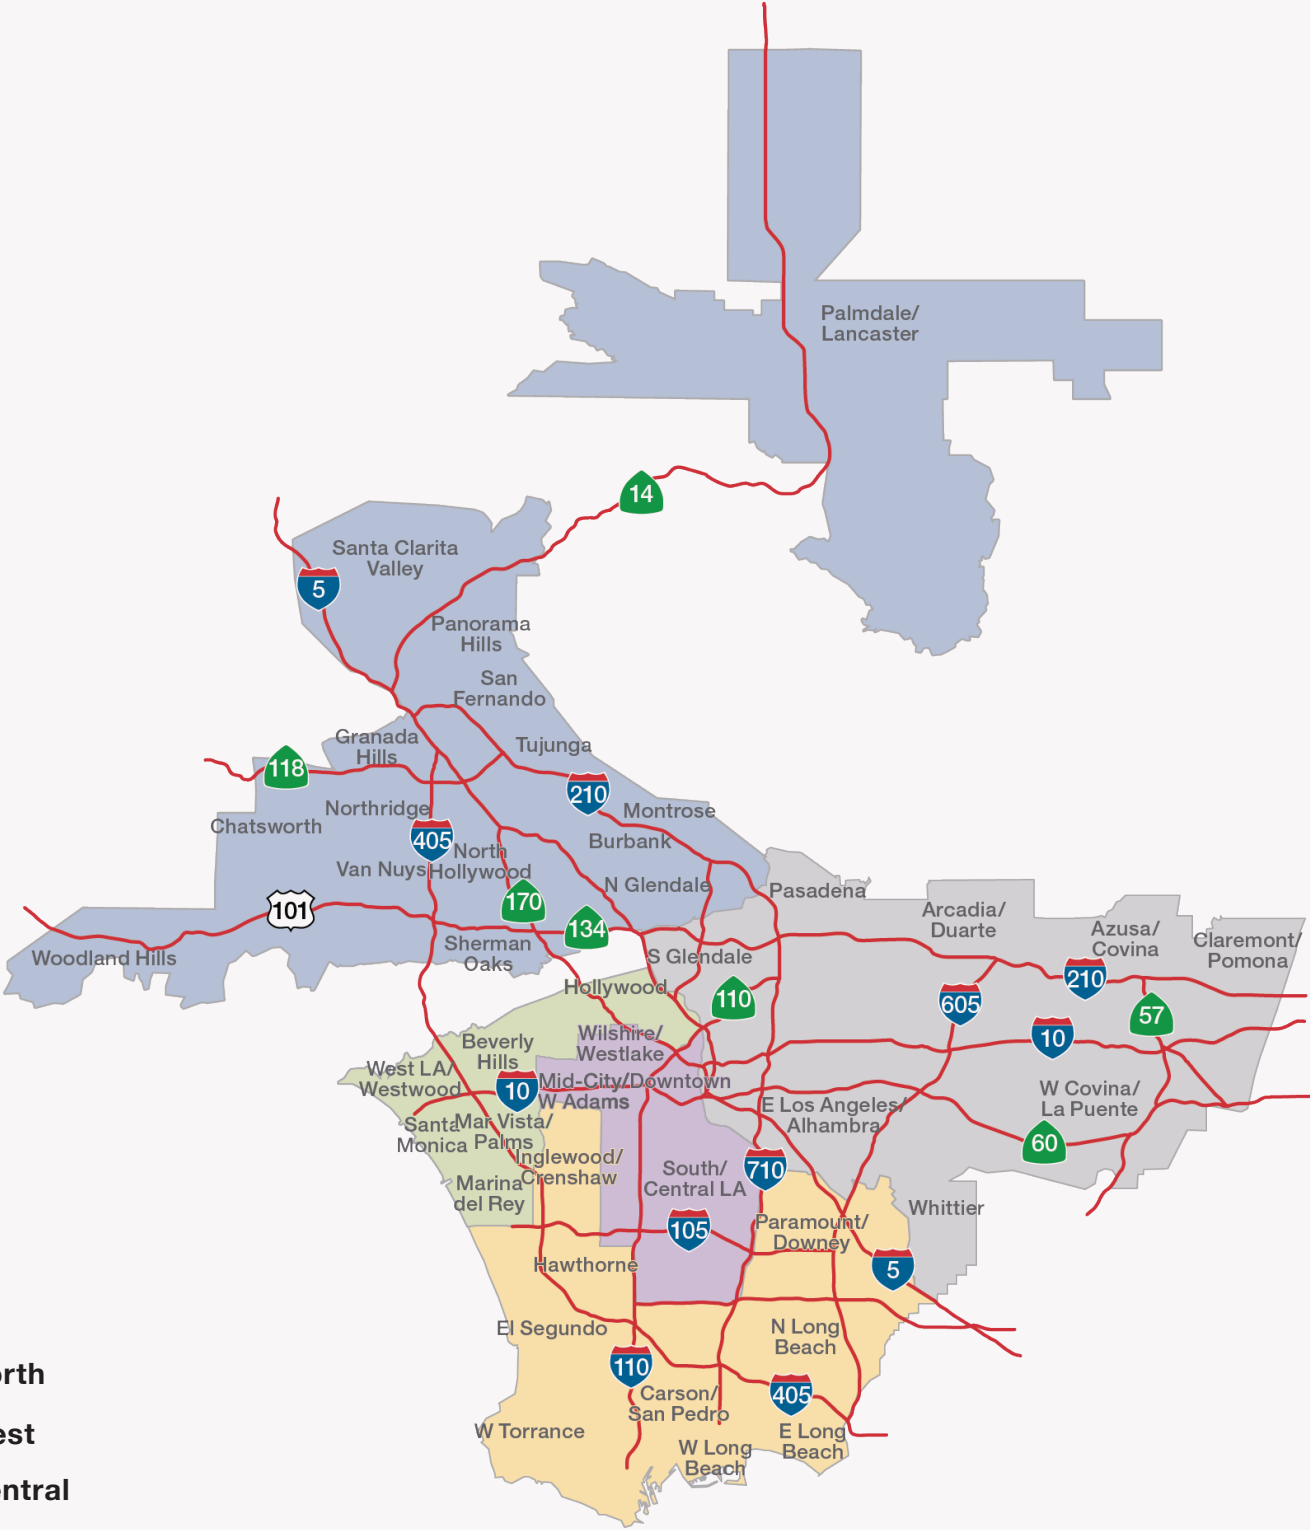 Palmdale/
Lancaster
14
Santa Clarita
Valley
5
Panorama
Hills
San
Fernando
Granada
Hills
Tujunga
118
210
Northridge
Montrose
Chatsworth
405
Burbank
North
Hollywood
Van Nuys
N Glendale
Pasadena
170
101
134
Arcadia/
Duarte
Azusa/
Covina
Claremont/
Pomona
Woodland Hills
Sherman
Oaks
S Glendale
Hollywood
110
605
210
57
10
Wilshire/
Westlake
Beverly
Hills
West LA/
Westwood
10
Mid-City/Downtown
W Adams
W Covina/
La Puente
E Los Angeles/
Alhambra
Santa
Monica
Mar Vista/
Palms
60
Inglewood/
Crenshaw
South/
Central LA
710
Marina
del Rey
Whittier
105
Paramount/
Downey
Hawthorne
5
El Segundo
N Long
Beach
110
405
Carson/
San Pedro
W Torrance
E Long
Beach
W Long
Beach
orth
est
entral